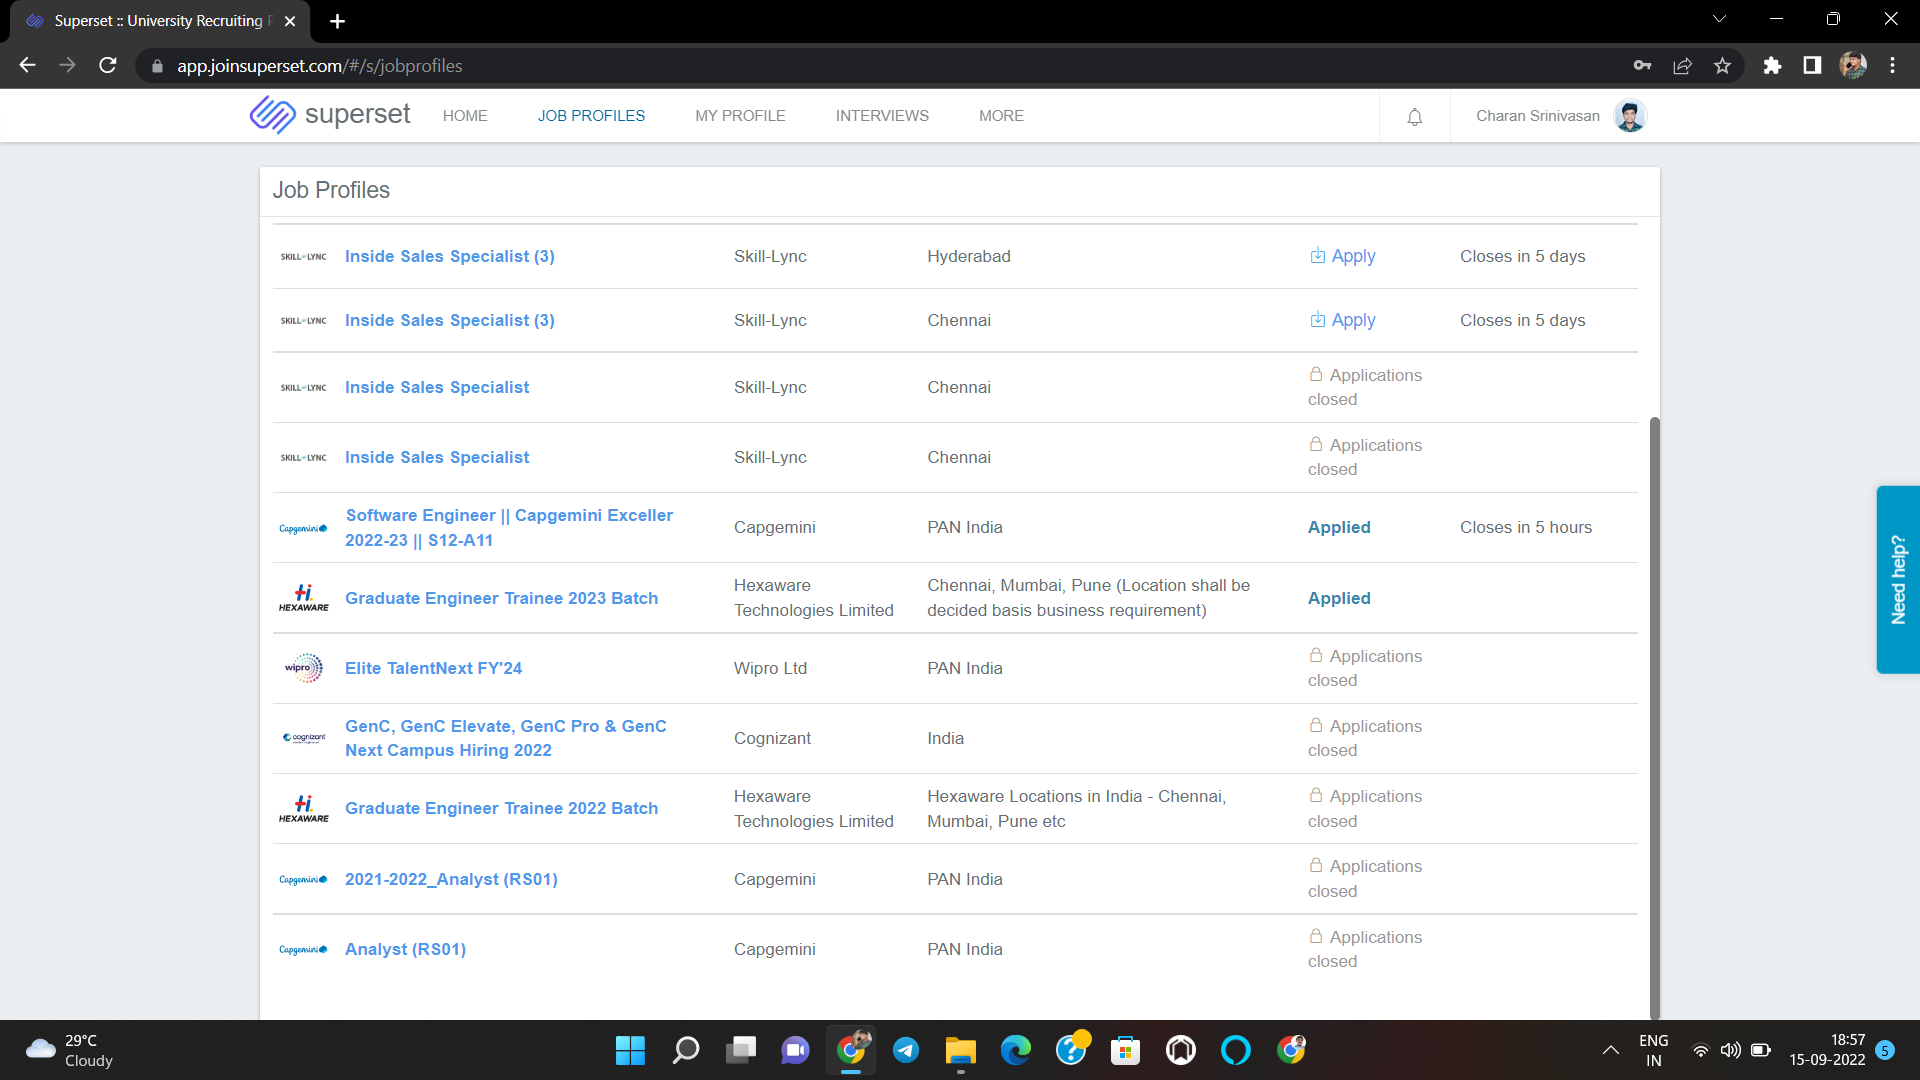 Superset :: University Recruiting P
app.joinsuperset.com/#/s/jobprofiles
superset HOME JOB PROFILES MY PROFILE INTERVIEWS MORE Charan Srinivasan
Job Profiles
SKILL-LYNC Inside Sales Specialist (3) Skill-Lync Hyderabad Apply Closes in 5 days
SKILL-LYNC Inside Sales Specialist (3) Skill-Lync Chennai Apply Closes in 5 days
SKILL-LYNC Inside Sales Specialist Skill-Lync Chennai Applications
closed
SKILL-LYNC Inside Sales Specialist Skill-Lync Chennai Applications
closed
Capgemini Software Engineer || Capgemini Exceller
2022-23 || S12-A11 Capgemini PAN India Applied Closes in 5 hours
HEXAWARE Graduate Engineer Trainee 2023 Batch Hexaware
Technologies Limited Chennai, Mumbai, Pune (Location shall be
decided basis business requirement) Applied
wipro Elite TalentNext FY'24 Wipro Ltd PAN India Applications
closed
cognizant GenC, GenC Elevate, GenC Pro & GenC
Next Campus Hiring 2022 Cognizant India Applications
closed
HEXAWARE Graduate Engineer Trainee 2022 Batch Hexaware
Technologies Limited Hexaware Locations in India - Chennai,
Mumbai, Pune etc Applications
closed
Capgemini 2021-2022_Analyst (RS01) Capgemini PAN India Applications
closed
Capgemini Analyst (RS01) Capgemini PAN India Applications
closed
Need help?
29°C
Cloudy
ENG
IN
18:57
15-09-2022 5